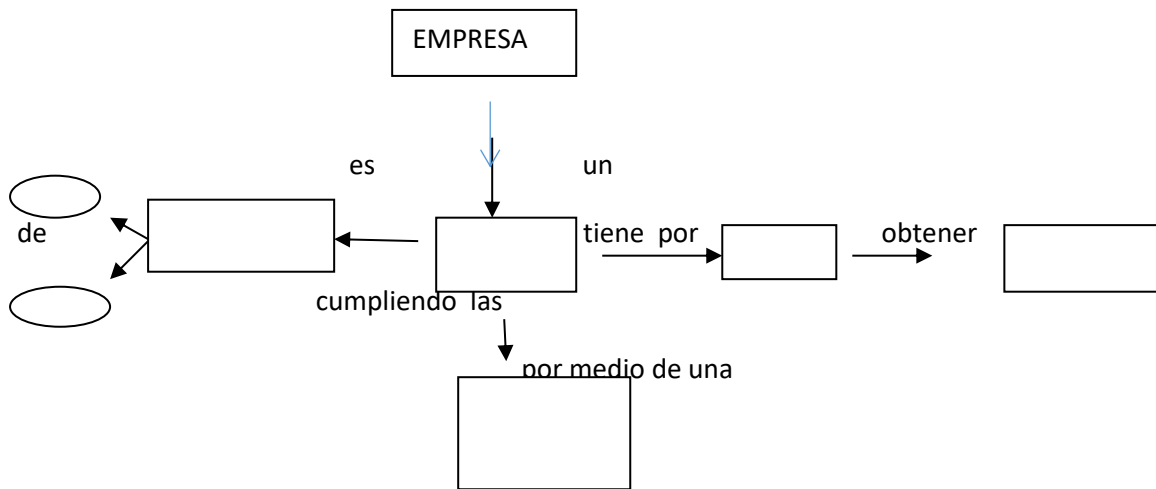 EMPRESA
es un
de tiene por obtener
cumpliendo las
por medio de una